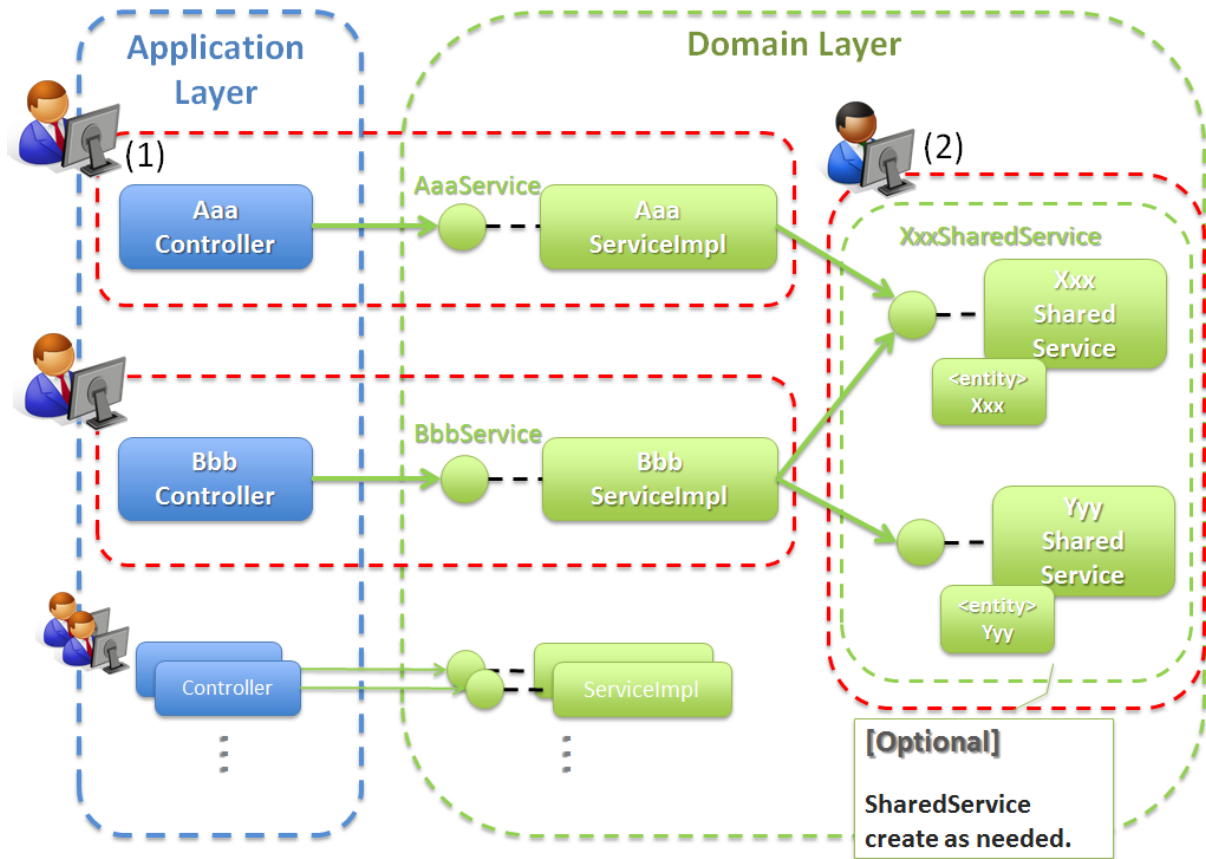 Application
Layer
Domain Layer
(1)
(2)
AaaService
Aaa
Controller
Aaa
ServiceImpl
XxxSharedService
Xxx
Shared
Service
<entity>
Xxx
BbbService
Bbb
Controller
Bbb
ServiceImpl
Yyy
Shared
Service
<entity>
Yyy
Controller
ServiceImpl
[Optional]
SharedService
create as needed.